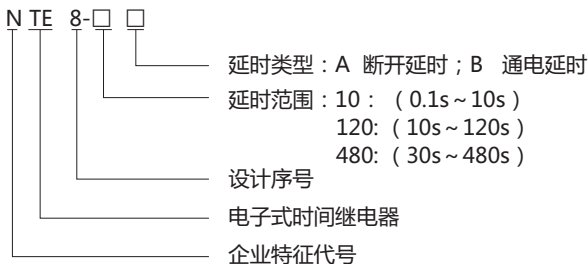 N TE 8-□ □
延时类型：A 断开延时；B 通电延时
延时范围：10：（0.1s～10s）
120:（10s～120s）
480:（30s～480s）
设计序号
电子式时间继电器
企业特征代号